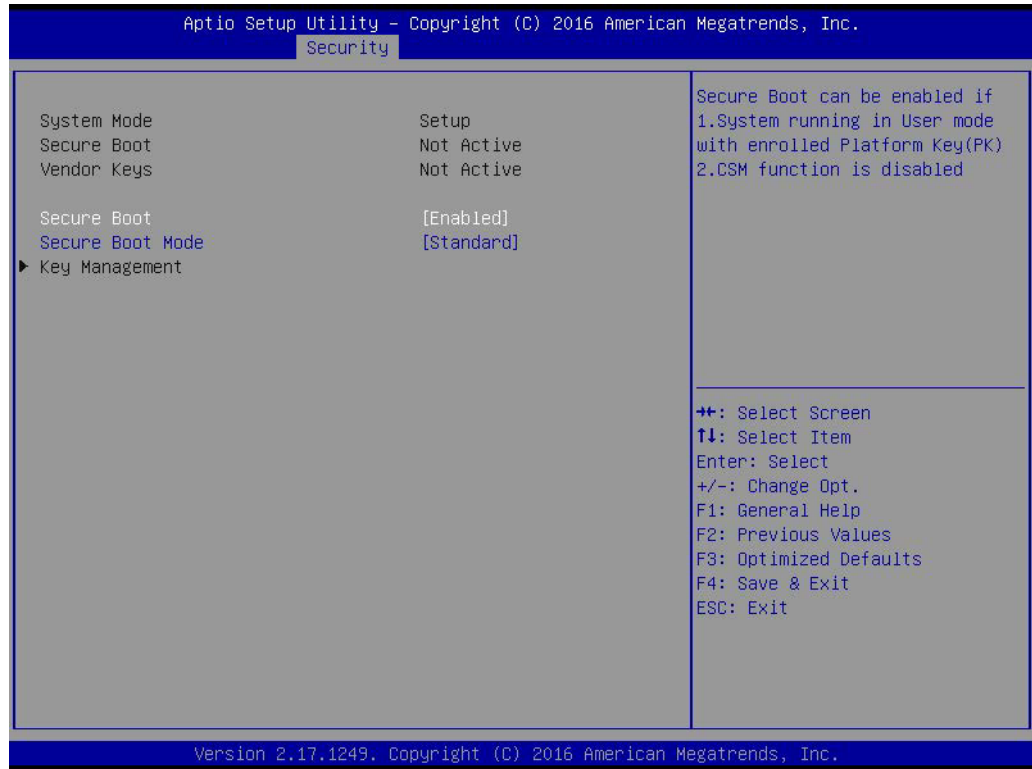 Aptio Setup Utility – Copyright (C) 2016 American Megatrends, Inc.
Security
System Mode Setup
Secure Boot Not Active
Vendor Keys Not Active
Secure Boot [Enabled]
Secure Boot Mode [Standard]
▶ Key Management
Secure Boot can be enabled if
1.System running in User mode
with enrolled Platform Key(PK)
2.CSM function is disabled
→←: Select Screen
↑↓: Select Item
Enter: Select
+/-: Change Opt.
F1: General Help
F2: Previous Values
F3: Optimized Defaults
F4: Save & Exit
ESC: Exit
Version 2.17.1249. Copyright (C) 2016 American Megatrends, Inc.